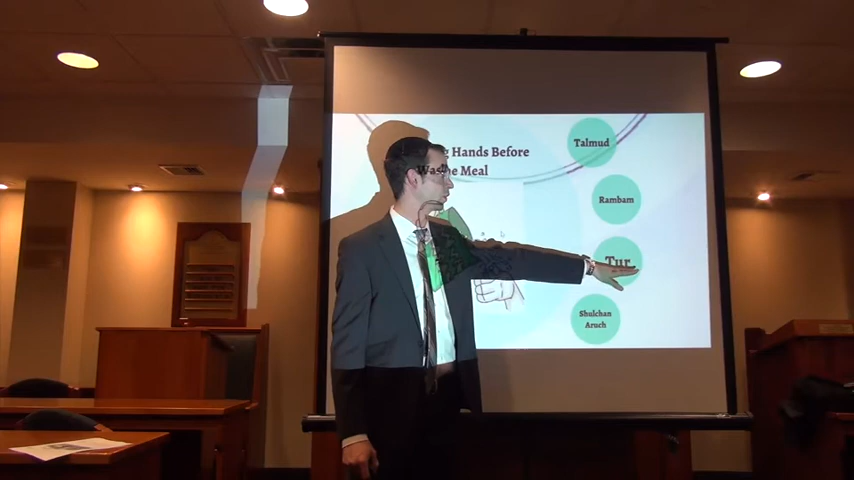 Hands Before
Meal
Talmud
Rambam
Tur
Shulchan
Aruch